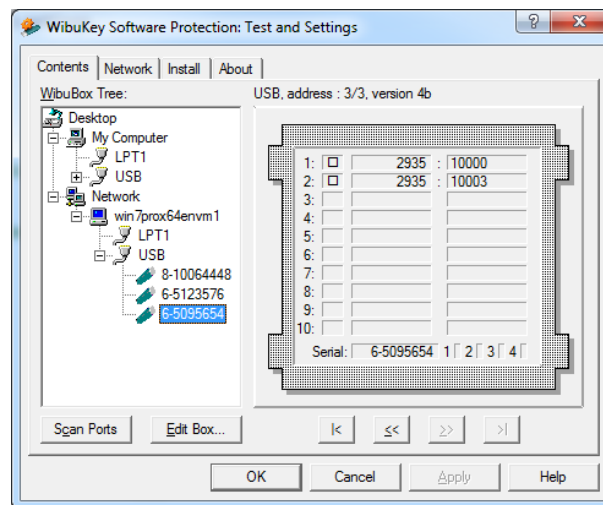 WibuKey Software Protection: Test and Settings
Contents Network Install About
WibuBox Tree:
USB, address : 3/3, version 4b
Desktop
My Computer
LPT1
USB
Network
win7prox64envm1
LPT1
USB
8-10064448
6-5123576
6-5095654
1: 2935 : 10000
2: 2935 : 10003
3:
4:
5:
6:
7:
8:
9:
10:
Serial: 6-5095654 1 2 3 4
Scan Ports Edit Box... |< << >> >|
OK Cancel Apply Help